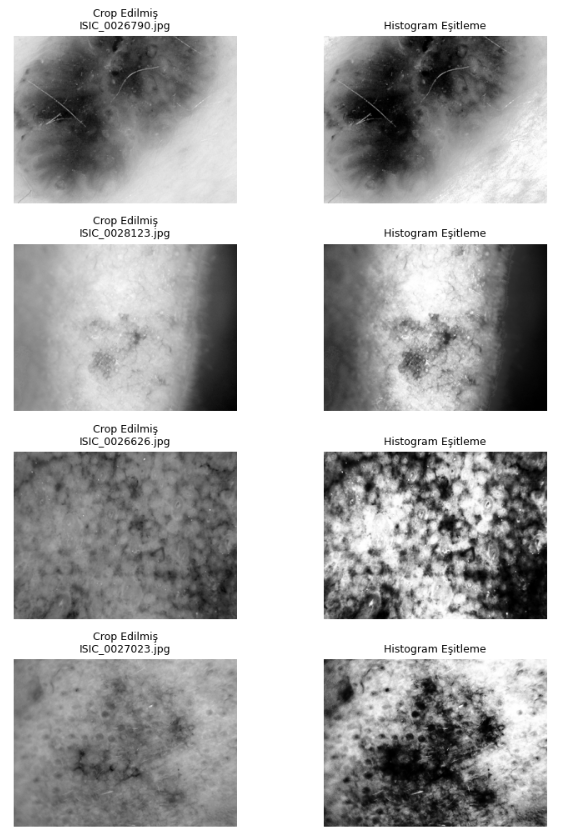 Crop Edilmiş
ISIC_0026790.jpg
Histogram Eşitleme
Crop Edilmiş
ISIC_0028123.jpg
Histogram Eşitleme
Crop Edilmiş
ISIC_0026626.jpg
Histogram Eşitleme
Crop Edilmiş
ISIC_0027023.jpg
Histogram Eşitleme